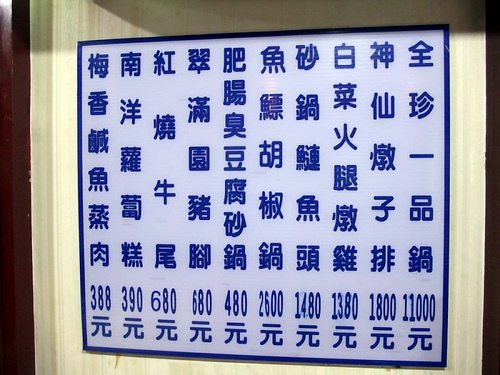 全珍一品鍋 11000元
神仙燉子排 1800元
白菜火腿燉雞 1380元
砂鍋鰱魚頭 1480元
魚鰾胡椒鍋 2600元
肥腸臭豆腐砂鍋 480元
翠滿園豬腳 680元
紅燒牛尾 680元
南洋蘿蔔糕 390元
梅香鹹魚蒸肉 388元